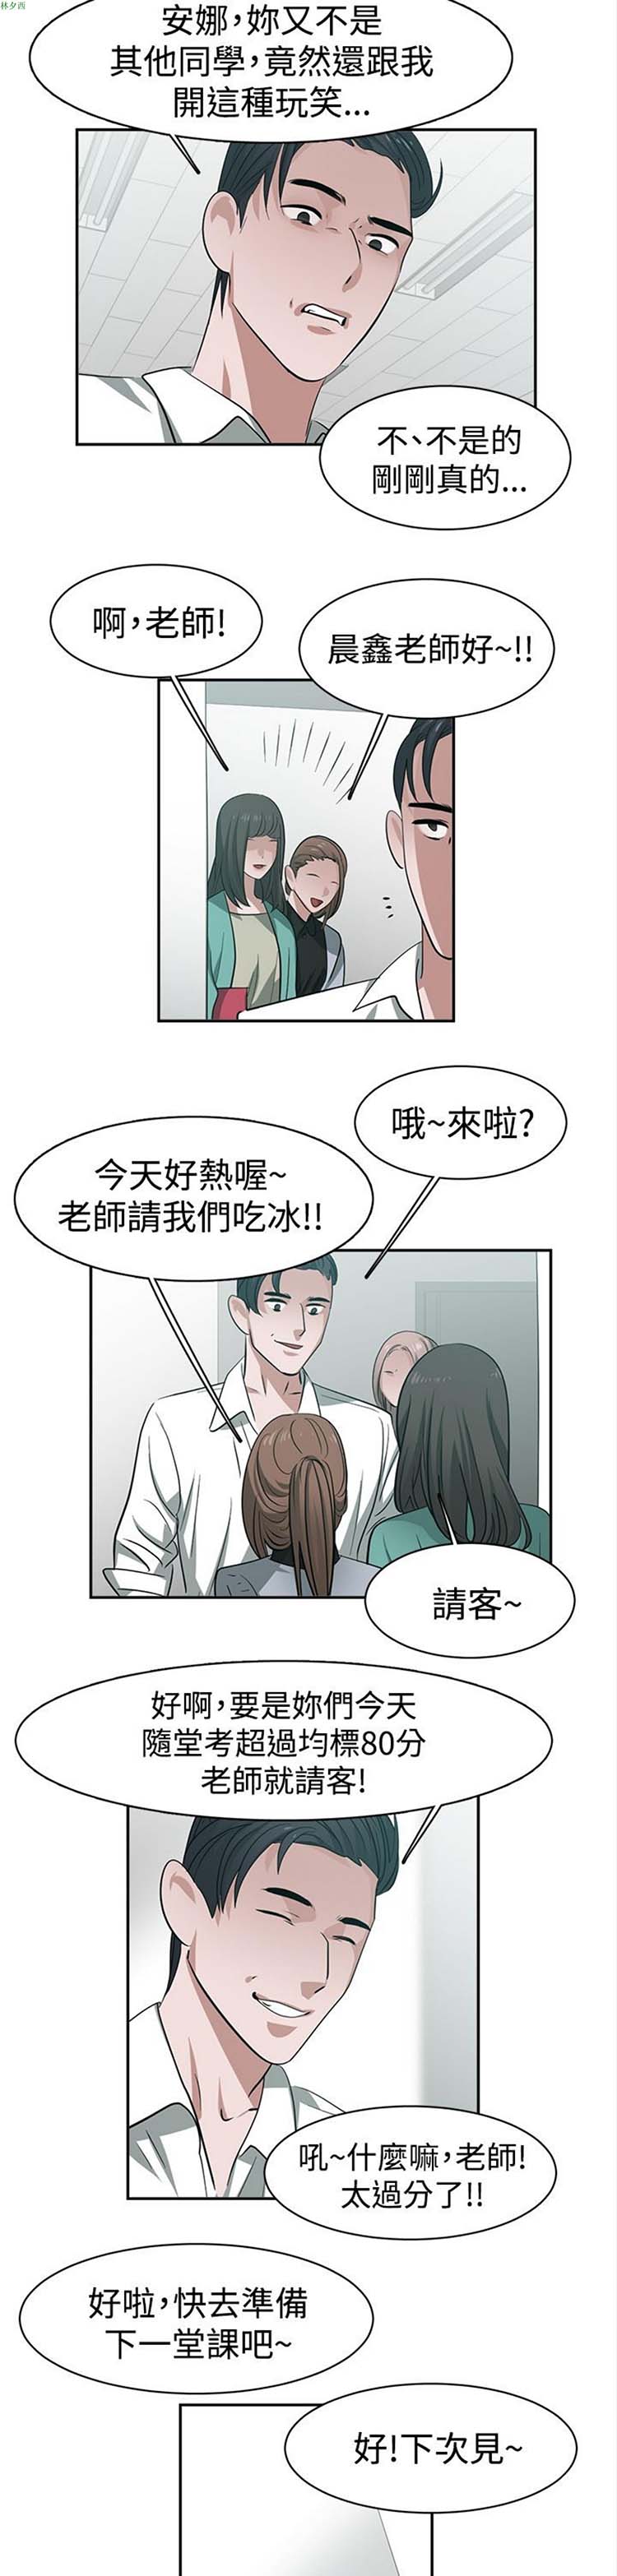 林夕西
安娜，妳又不是
其他同學，竟然還跟我
開這種玩笑...
不、不是的
剛剛真的...
啊，老師!
晨鑫老師好~!!
哦~來啦?
今天好熱喔~
老師請我們吃冰!!
請客~
好啊，要是妳們今天
隨堂考超過均標80分
老師就請客!
吼~什麼嘛，老師!
太過分了!!
好啦，快去準備
下一堂課吧~
好!下次見~